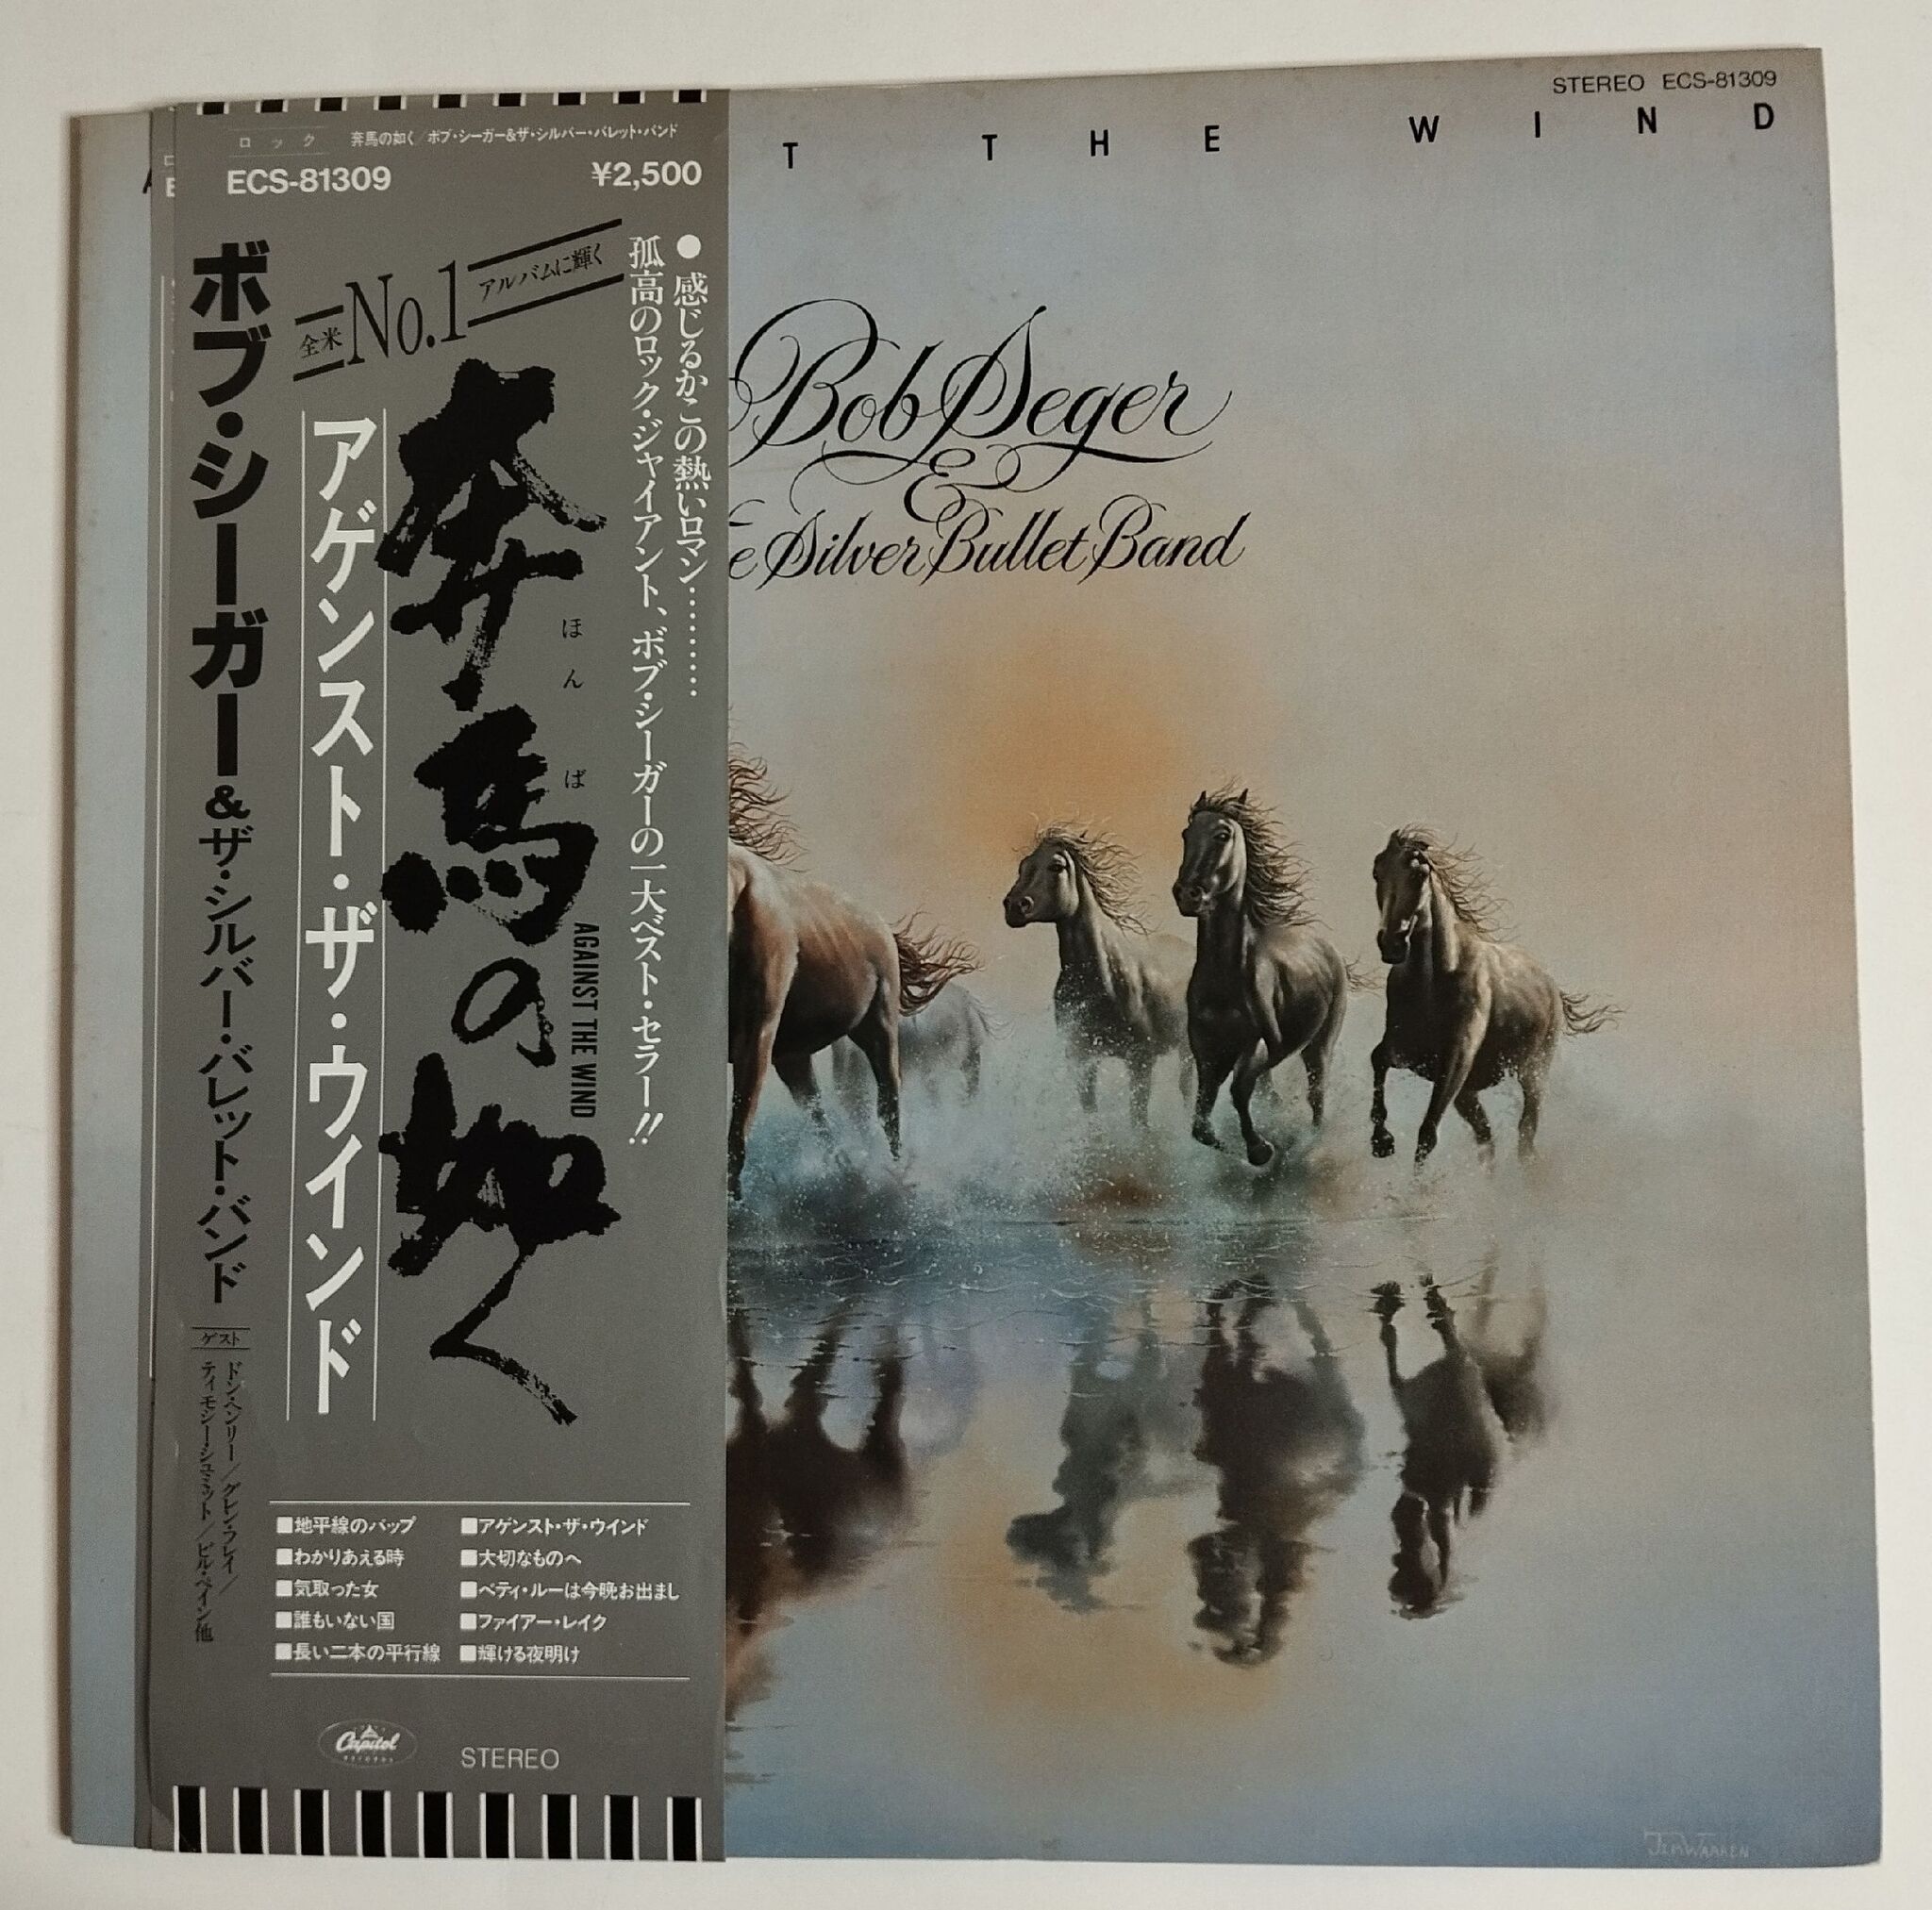 STEREO ECS-81309
T THE WIND
ロック
奔馬の如く/ボブ・シーガー&ザ・シルバー・バレット・バンド
ECS-81309
¥2,500
●感じるかこの熱いロマン………
孤高のロック・ジャイアント、ボブ・シーガーの一大ベスト・セラー!!
全米No.1アルバムに輝く
奔馬の如く
ほんば
AGAINST THE WIND
アゲンスト・ザ・ウインド
ボブ・シーガー&ザ・シルバー・バレット・バンド
ゲスト
ドン・ヘンリー/グレン・フレイ/
ティモシー・シュミット/ビル・ペイン他
Bob Seger
&
e Silver Bullet Band
■地平線のバップ
■わかりあえる時
■気取った女
■誰もいない国
■長い二本の平行線
■アゲンスト・ザ・ウインド
■大切なものへ
■ベティ・ルーは今晩お出まし
■ファイアー・レイク
■輝ける夜明け
Capitol
RECORDS
STEREO
JIM WARREN